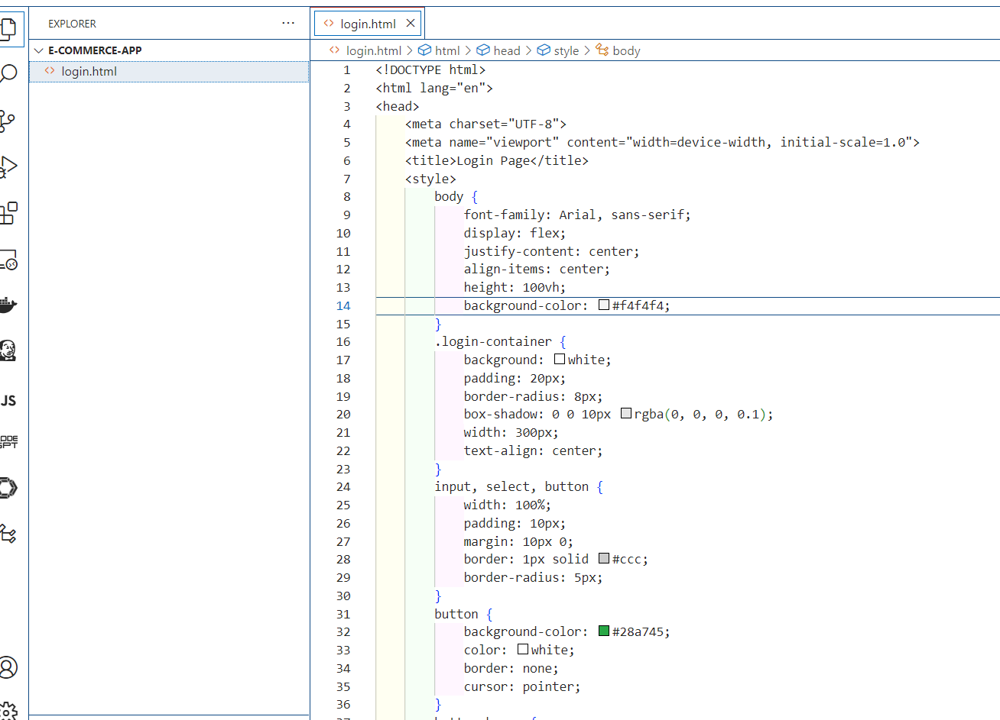 EXPLORER
···
login.html
E-COMMERCE-APP
login.html > html > head > style > body
login.html
1 <!DOCTYPE html>
2 <html lang="en">
3 <head>
4 <meta charset="UTF-8">
5 <meta name="viewport" content="width=device-width, initial-scale=1.0">
6 <title>Login Page</title>
7 <style>
8 body {
9 font-family: Arial, sans-serif;
10 display: flex;
11 justify-content: center;
12 align-items: center;
13 height: 100vh;
14 background-color: #f4f4f4;
15 }
16 .login-container {
17 background: white;
18 padding: 20px;
19 border-radius: 8px;
20 box-shadow: 0 0 10px rgba(0, 0, 0, 0.1);
21 width: 300px;
22 text-align: center;
23 }
24 input, select, button {
25 width: 100%;
26 padding: 10px;
27 margin: 10px 0;
28 border: 1px solid #ccc;
29 border-radius: 5px;
30 }
31 button {
32 background-color: #28a745;
33 color: white;
34 border: none;
35 cursor: pointer;
36 }
JS